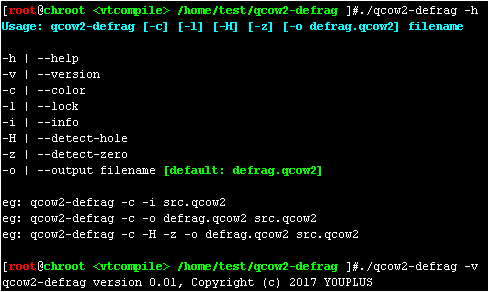 [root@chroot <vtcompile> /home/test/qcow2-defrag ]#./qcow2-defrag -h
Usage: qcow2-defrag [-c] [-l] [-H] [-z] [-o defrag.qcow2] filename
-h | --help
-v | --version
-c | --color
-l | --lock
-i | --info
-H | --detect-hole
-z | --detect-zero
-o | --output filename [default: defrag.qcow2]
eg: qcow2-defrag -c -i src.qcow2
eg: qcow2-defrag -c -o defrag.qcow2 src.qcow2
eg: qcow2-defrag -c -H -z -o defrag.qcow2 src.qcow2
[root@chroot <vtcompile> /home/test/qcow2-defrag ]#./qcow2-defrag -v
qcow2-defrag version 0.01, Copyright (c) 2017 YOUPLUS